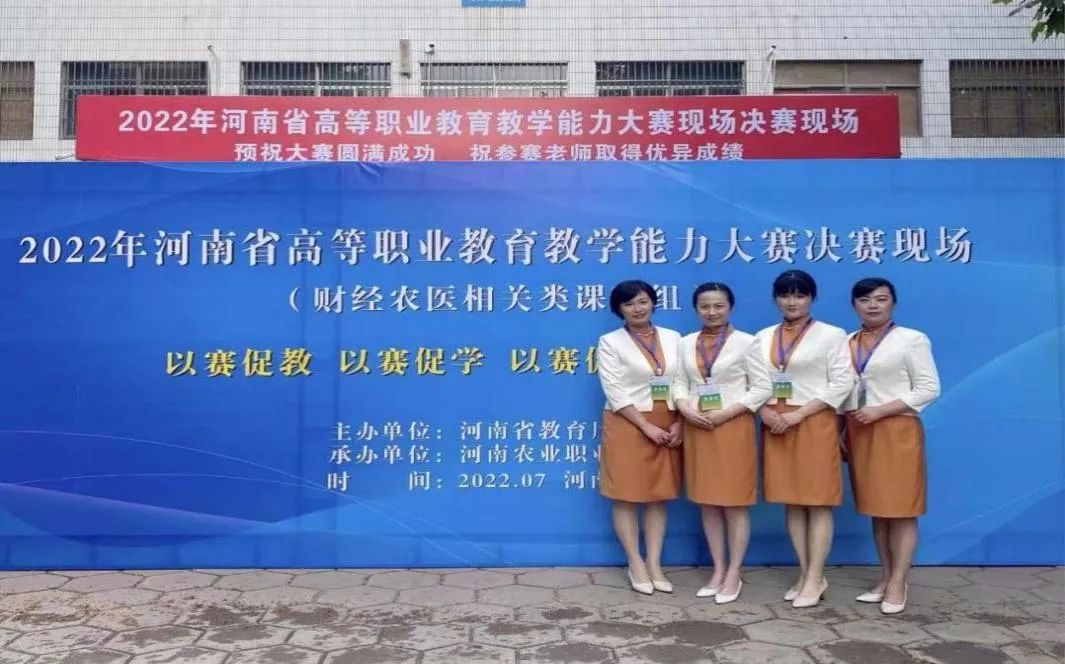 2022年河南省高等职业教育教学能力大赛现场决赛现场
预祝大赛圆满成功 祝参赛老师取得优异成绩
2022年河南省高等职业教育教学能力大赛决赛现场
（财经农医相关类课 组）
以赛促教 以赛促学 以赛促
主办单位：河南省教育
承办单位：河南农业职业
时 间：2022.07 河南